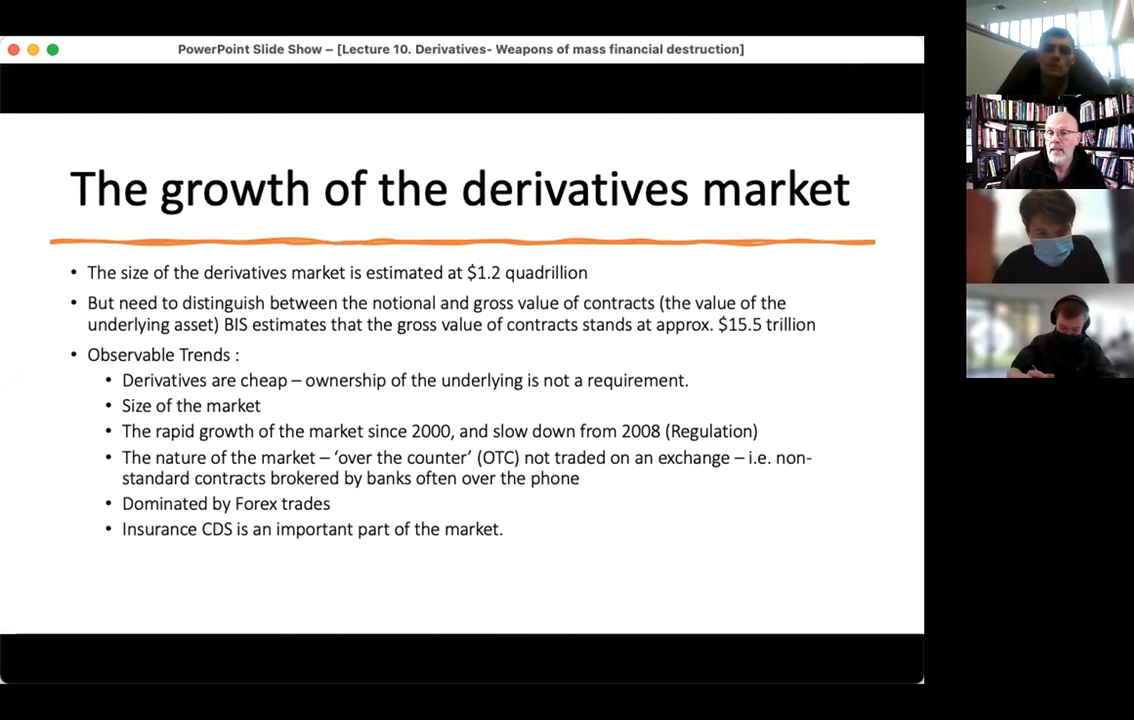 PowerPoint Slide Show – [Lecture 10. Derivatives- Weapons of mass financial destruction]
The growth of the derivatives market
• The size of the derivatives market is estimated at $1.2 quadrillion
• But need to distinguish between the notional and gross value of contracts (the value of the
underlying asset) BIS estimates that the gross value of contracts stands at approx. $15.5 trillion
• Observable Trends :
• Derivatives are cheap – ownership of the underlying is not a requirement.
• Size of the market
• The rapid growth of the market since 2000, and slow down from 2008 (Regulation)
• The nature of the market – ‘over the counter’ (OTC) not traded on an exchange – i.e. non-
standard contracts brokered by banks often over the phone
• Dominated by Forex trades
• Insurance CDS is an important part of the market.